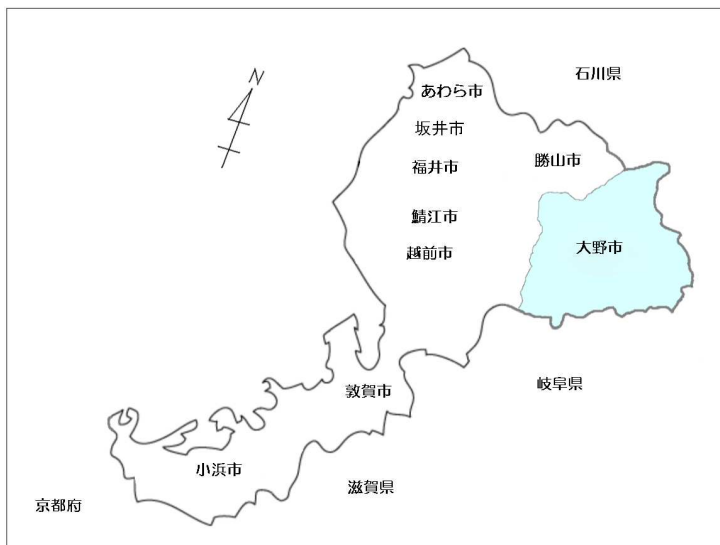 N
石川県
あわら市
坂井市
福井市
勝山市
鯖江市
越前市
大野市
敦賀市
岐阜県
小浜市
滋賀県
京都府